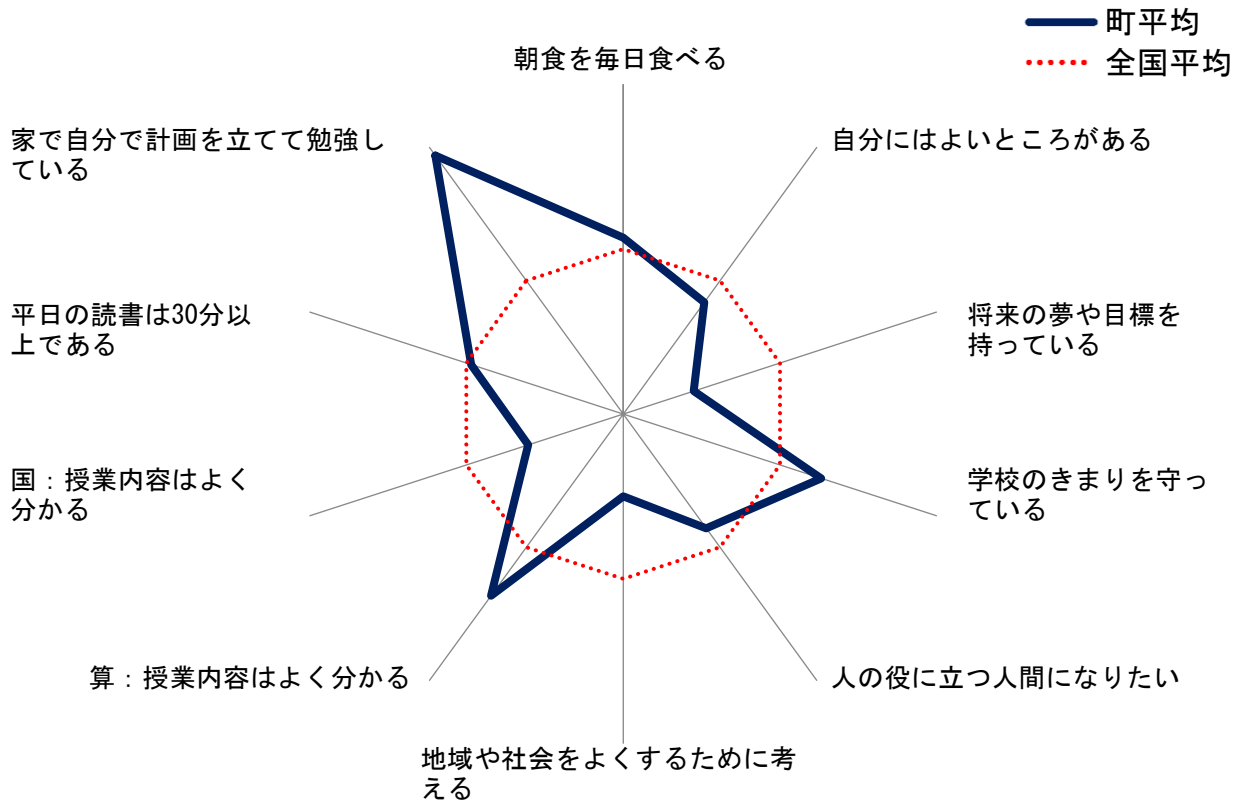 町平均
全国平均
朝食を毎日食べる
自分にはよいところがある
将来の夢や目標を
持っている
学校のきまりを守っ
ている
人の役に立つ人間になりたい
地域や社会をよくするために考
える
算：授業内容はよく分かる
国：授業内容はよく
分かる
平日の読書は30分以
上である
家で自分で計画を立てて勉強し
ている